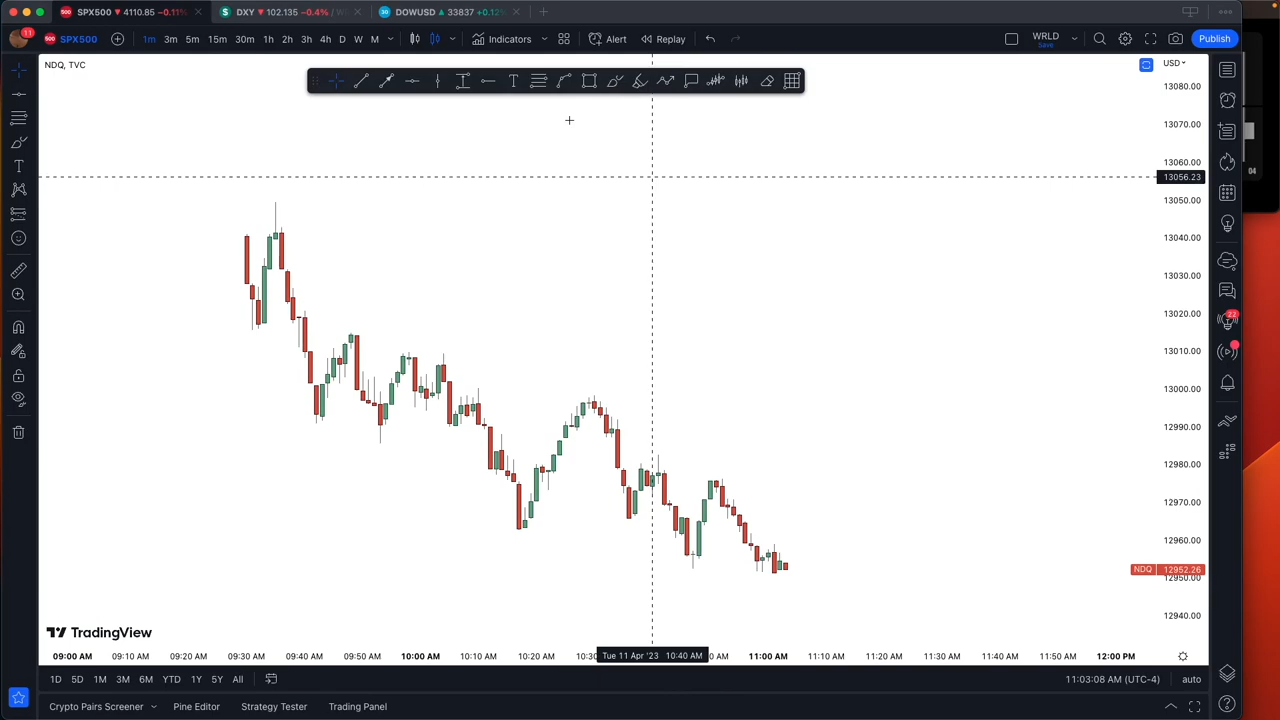 SPX500 ▼ 4110.85 −0.11%
DXY ▼ 102.135 −0.4% /
DOWUSD ▲ 33837 +0.12%
11 SPX500 1m 3m 5m 15m 30m 1h 2h 3h 4h D W M Indicators Alert Replay WRLD Save Publish
NDQ, TVC
USD
13080.00
13070.00
13060.00
13056.23
13050.00
13040.00
13030.00
13020.00
13010.00
13000.00
12990.00
12980.00
12970.00
12960.00
NDQ 12952.26
12950.00
12940.00
22
04
TradingView
09:00 AM 09:10 AM 09:20 AM 09:30 AM 09:40 AM 09:50 AM 10:00 AM 10:10 AM 10:20 AM 10:30 Tue 11 Apr '23 10:40 AM AM 11:00 AM 11:10 AM 11:20 AM 11:30 AM 11:40 AM 11:50 AM 12:00 PM
1D 5D 1M 3M 6M YTD 1Y 5Y All 11:03:08 AM (UTC-4) auto
Crypto Pairs Screener Pine Editor Strategy Tester Trading Panel